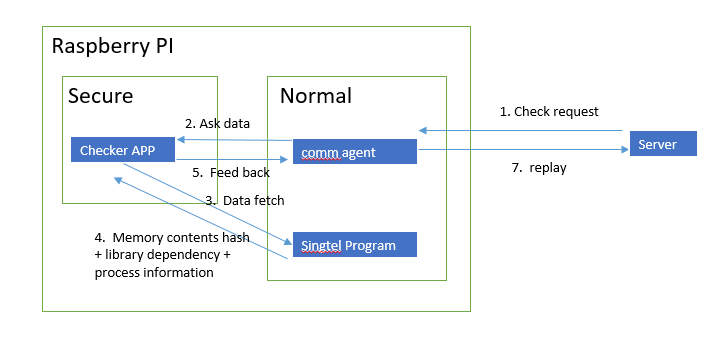 Raspberry PI
Secure
Normal
2. Ask data
1. Check request
Checker APP
comm agent
Server
5. Feed back
7. replay
3. Data fetch
4. Memory contents hash
+ library dependency +
process information
Singtel Program